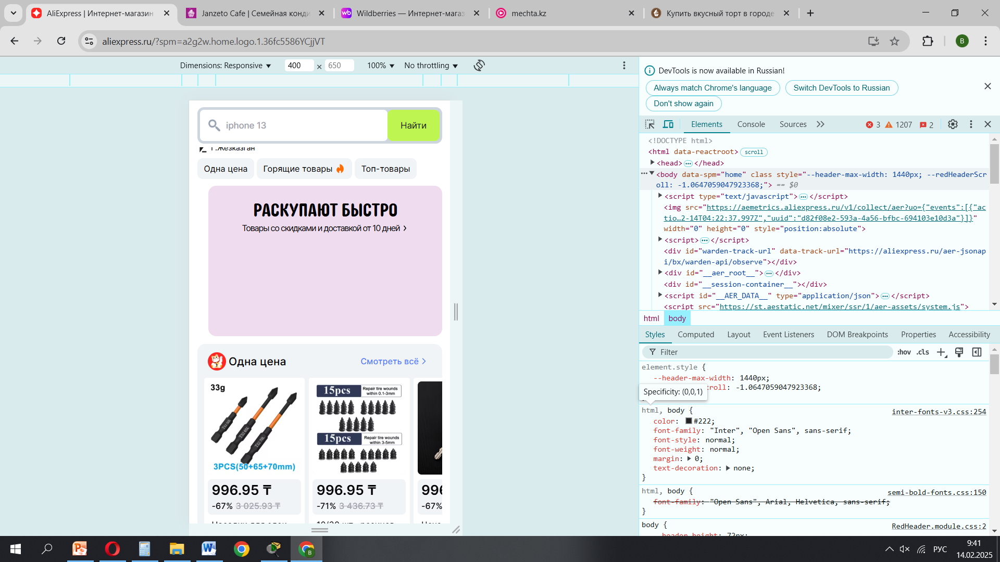 AliExpress | Интернет-магазин
Janzeto Cafe | Семейная конди
Wildberries — Интернет-магаз
mechta.kz
Купить вкусный торт в городе
aliexpress.ru/?spm=a2g2w.home.logo.1.36fc5586YCjjVT
B
Dimensions: Responsive
400 × 650
100%
No throttling
iphone 13
Найти
Г.Жезказган
Одна цена
Горящие товары
Топ-товары
РАСКУПАЮТ БЫСТРО
Товары со скидками и доставкой от 10 дней
Одна цена
Смотреть всё
33g
3PCS(50+65+70mm)
15pcs
Repair tire wounds
within 0.1-3mm
15pcs
Repair tire wounds
within 3-5mm
996.95 ₸
-67% 3 025.93 ₸
996.95 ₸
-71% 3 436.73 ₸
996
-67%
DevTools is now available in Russian!
Always match Chrome's language
Switch DevTools to Russian
Don't show again
Elements
Console
Sources
3
1207
2
<!DOCTYPE html>
<html data-reactroot> scroll
<head> ••• </head>
••• <body data-spm="home" class style="--header-max-width: 1440px; --redHeaderScr
oll: -1.0647059047923368;"> == $0
<script type="text/javascript"> ••• </script>
<img src="https://aemetrics.aliexpress.ru/v1/collect/aer?uo={"events":[{"ac
tio…2-14T04:22:37.997Z","uuid":"d82f08e2-593a-4a56-bfbc-694103e10d3a"}]}"
width="0" height="0" style="position:absolute">
<script> ••• </script>
<div id="warden-track-url" data-track-url="https://aliexpress.ru/aer-jsonap
i/bx/warden-api/observe"></div>
<div id="__aer_root__"> ••• </div>
<div id="__session-container__"></div>
<script id="__AER_DATA__" type="application/json"> ••• </script>
<script src="https://st.aestatic.net/mixer/ssr/1/aer-assets/system.js">
html
body
Styles
Computed
Layout
Event Listeners
DOM Breakpoints
Properties
Accessibility
Filter
:hov
.cls
element.style {
--header-max-width: 1440px;
croll: -1.0647059047923368;
Specificity: (0,0,1)
html, body {
inter-fonts-v3.css:254
color: #222;
font-family: "Inter", "Open Sans", sans-serif;
font-style: normal;
font-weight: normal;
margin: 0;
text-decoration: none;
}
html, body {
semi-bold-fonts.css:150
font-family: "Open Sans", Arial, Helvetica, sans-serif;
}
body {
RedHeader.module.css:2
header-height: 72px;
РУС
9:41
14.02.2025